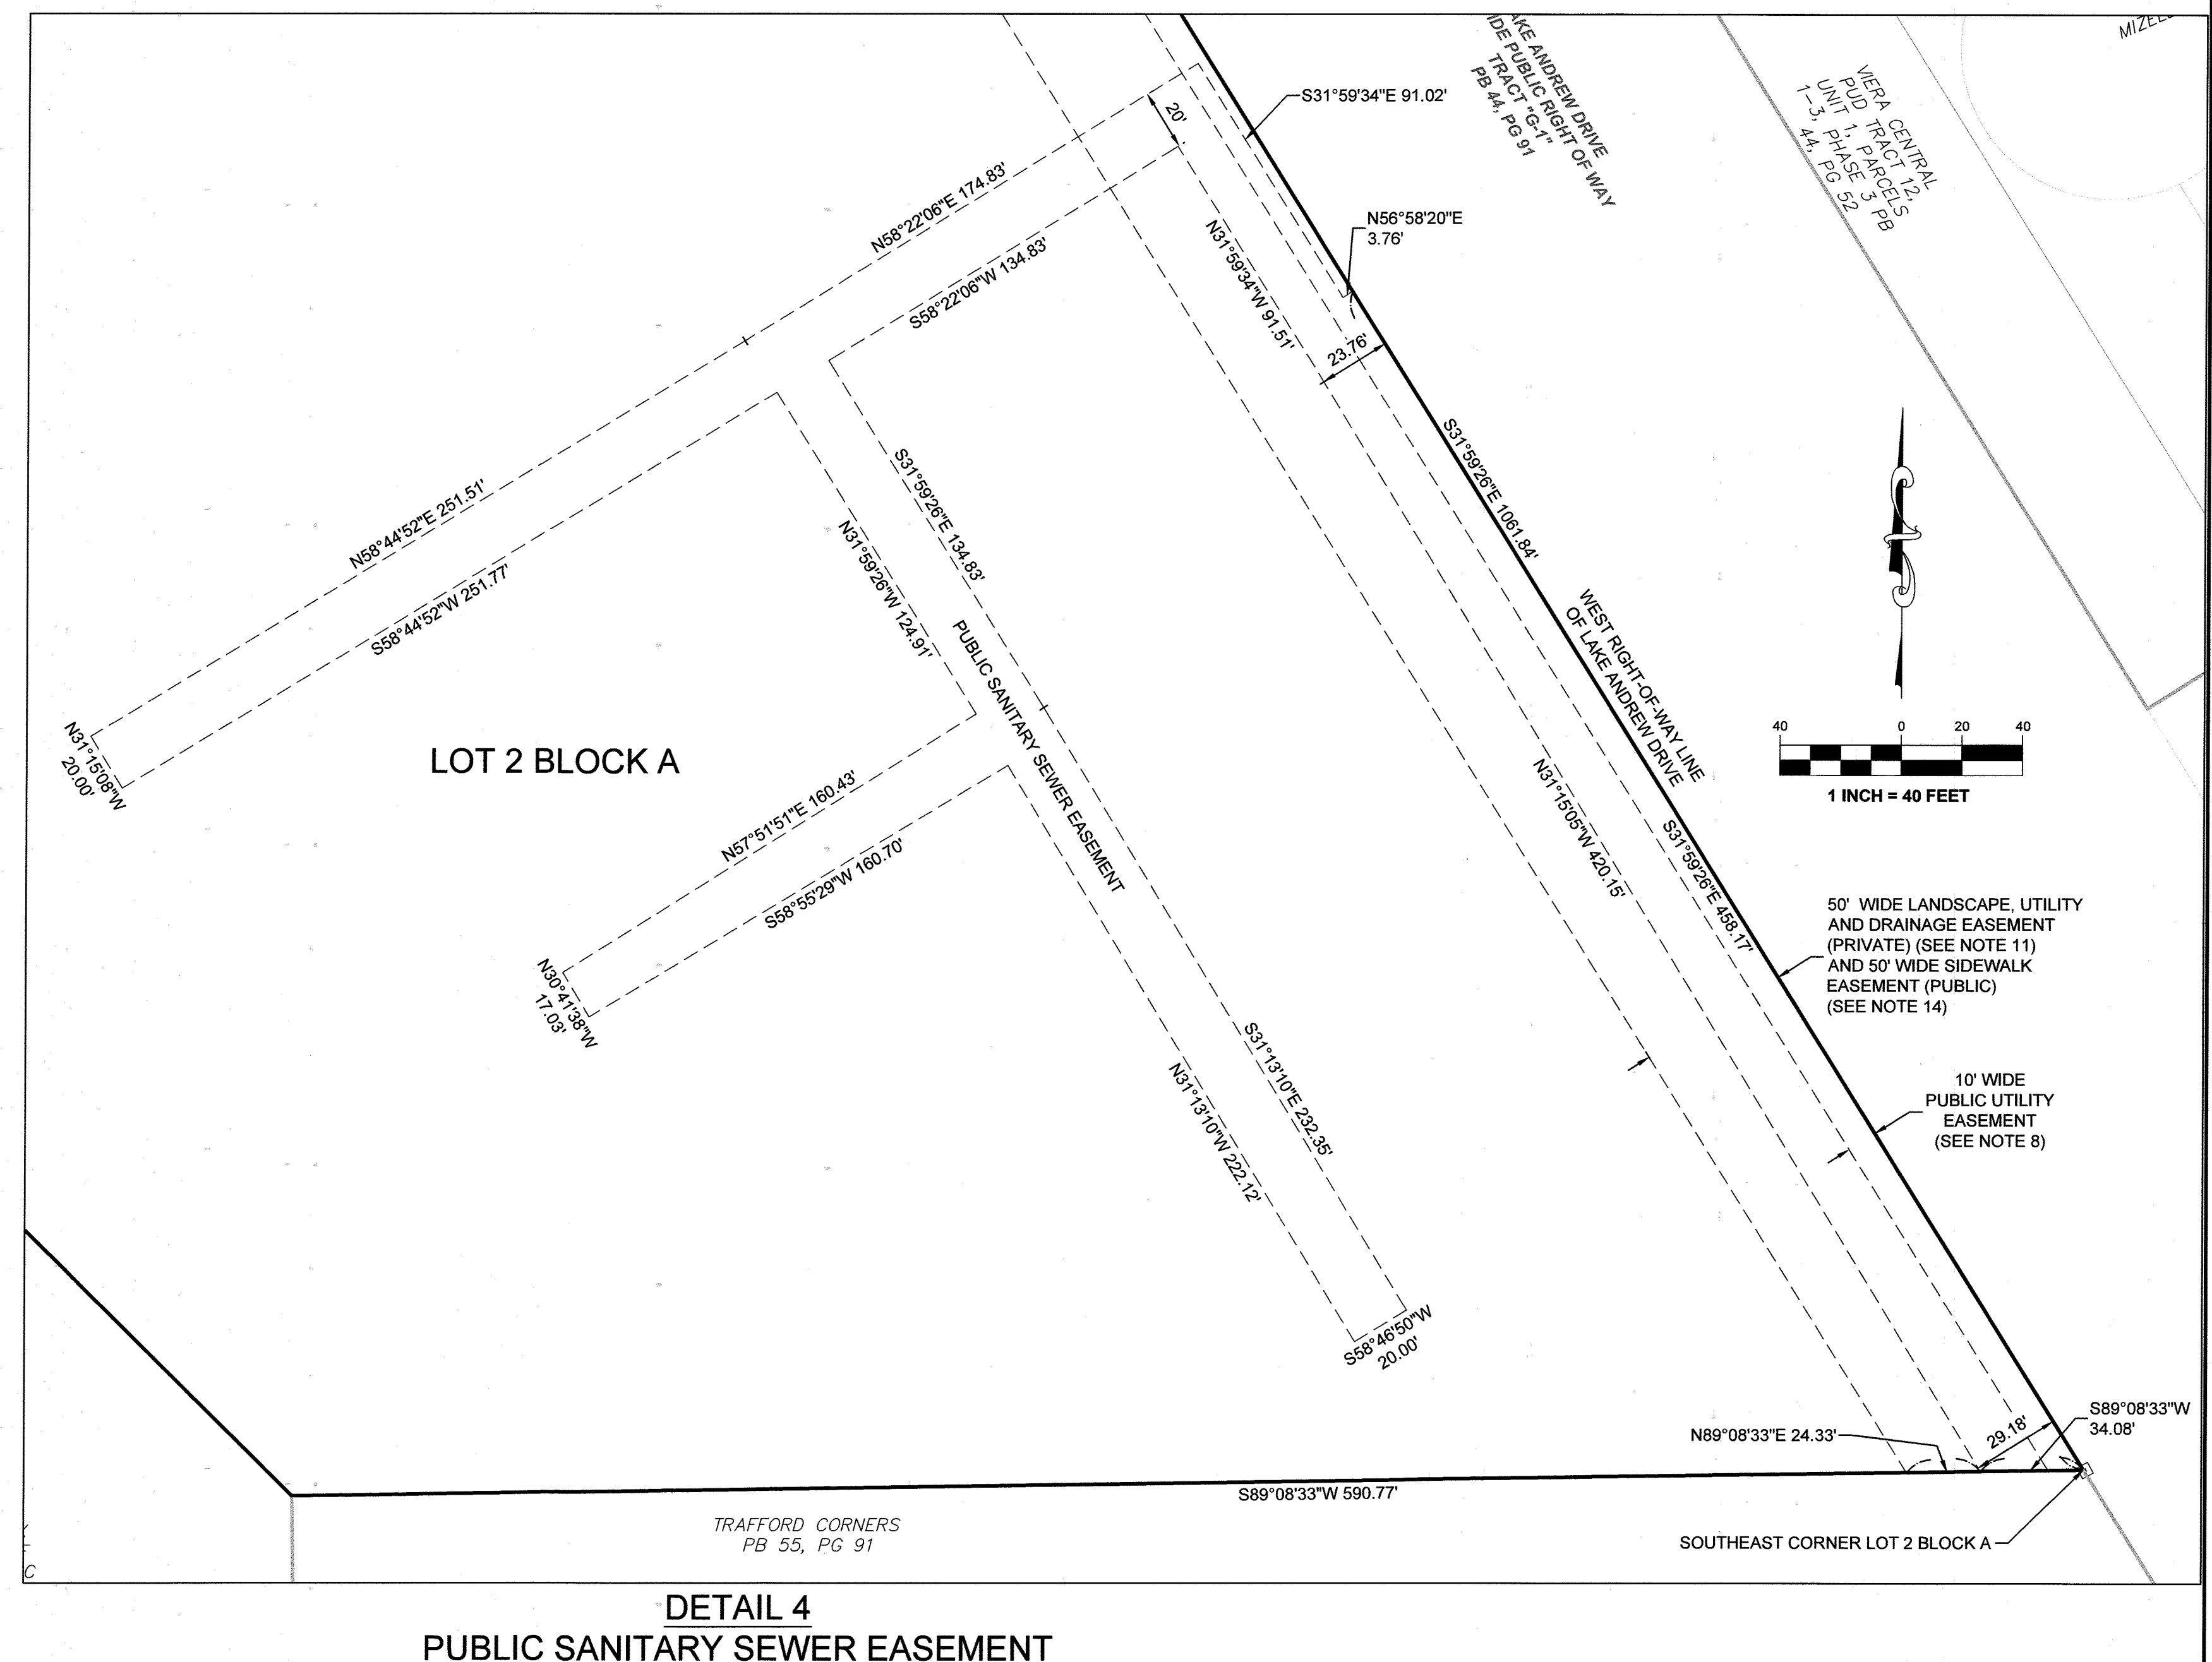 MIZEL
LAKE ANDREW DRIVE
IDE PUBLIC RIGHT OF WAY
TRACT "G-1"
PB 44, PG 91
VIERA CENTRAL
PUD TRACT 12,
UNIT 1, PARCELS
1-3, PHASE 3 PB
44, PG 52
S31°59'34"E 91.02'
20'
N58°22'06"E 174.83'
S58°22'06"W 134.83'
N56°58'20"E
3.76'
N31°59'34"W 91.51'
23.76'
S31°59'26"E 1061.84'
N58°44'52"E 251.51'
S58°44'52"W 251.77'
S31°59'26"E 134.83'
N31°59'26"W 124.91'
PUBLIC SANITARY SEWER EASEMENT
WEST RIGHT-OF-WAY LINE
OF LAKE ANDREW DRIVE
40 0 20 40
1 INCH = 40 FEET
N31°15'08"W
20.00'
LOT 2 BLOCK A
N57°51'51"E 160.43'
S58°55'29"W 160.70'
N30°41'38"W
17.03'
N31°15'05"W 420.15'
S31°59'26"E 458.17'
50' WIDE LANDSCAPE, UTILITY
AND DRAINAGE EASEMENT
(PRIVATE) (SEE NOTE 11)
AND 50' WIDE SIDEWALK
EASEMENT (PUBLIC)
(SEE NOTE 14)
S31°13'10"E 232.35'
N31°13'10"W 222.12'
10' WIDE
PUBLIC UTILITY
EASEMENT
(SEE NOTE 8)
S58°46'50"W
20.00'
N89°08'33"E 24.33'
29.18'
S89°08'33"W
34.08'
S89°08'33"W 590.77'
TRAFFORD CORNERS
PB 55, PG 91
SOUTHEAST CORNER LOT 2 BLOCK A
C
DETAIL 4
PUBLIC SANITARY SEWER EASEMENT